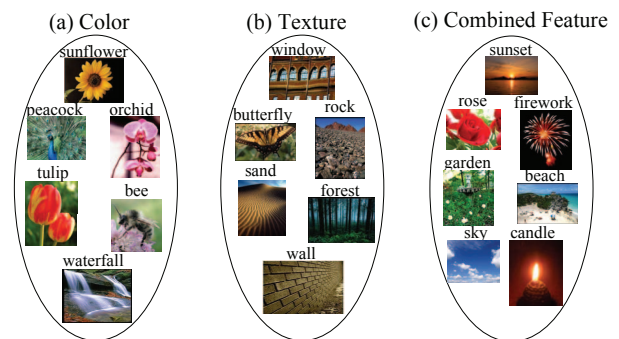 (a) Color
sunflower
peacock
orchid
tulip
bee
waterfall
(b) Texture
window
butterfly
rock
sand
forest
wall
(c) Combined Feature
sunset
rose
firework
garden
beach
sky
candle